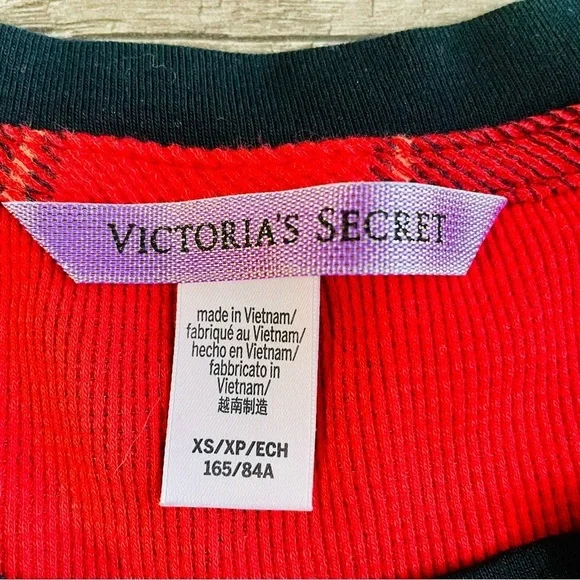 VICTORIA'S SECRET
made in Vietnam/
fabriqué au Vietnam/
hecho en Vietnam/
fabbricato in
Vietnam/
越南制造
XS/XP/ECH
165/84A